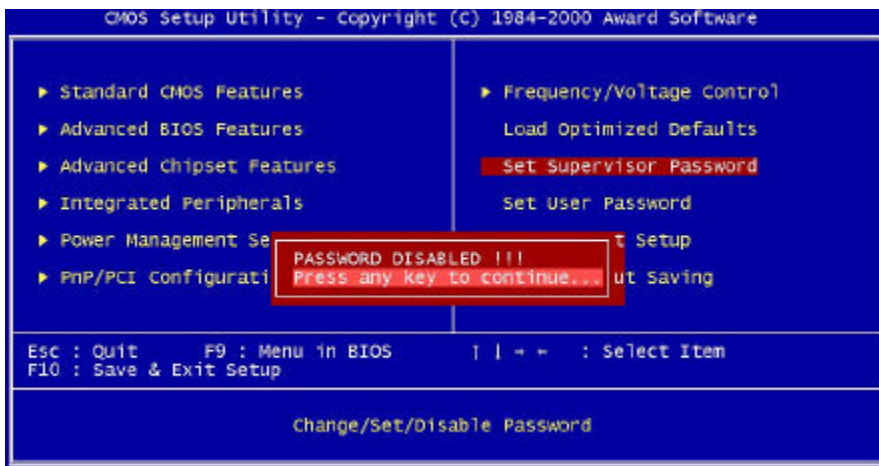 CMOS Setup Utility - Copyright (C) 1984-2000 Award Software
▶ Standard CMOS Features
▶ Advanced BIOS Features
▶ Advanced Chipset Features
▶ Integrated Peripherals
▶ Power Management Se
▶ PnP/PCI Configurati
▶ Frequency/Voltage Control
Load Optimized Defaults
Set Supervisor Password
Set User Password
t Setup
ut Saving
PASSWORD DISABLED !!!
Press any key to continue...
Esc : Quit F9 : Menu in BIOS ↑ ↓ → ← : Select Item
F10 : Save & Exit Setup
Change/Set/Disable Password